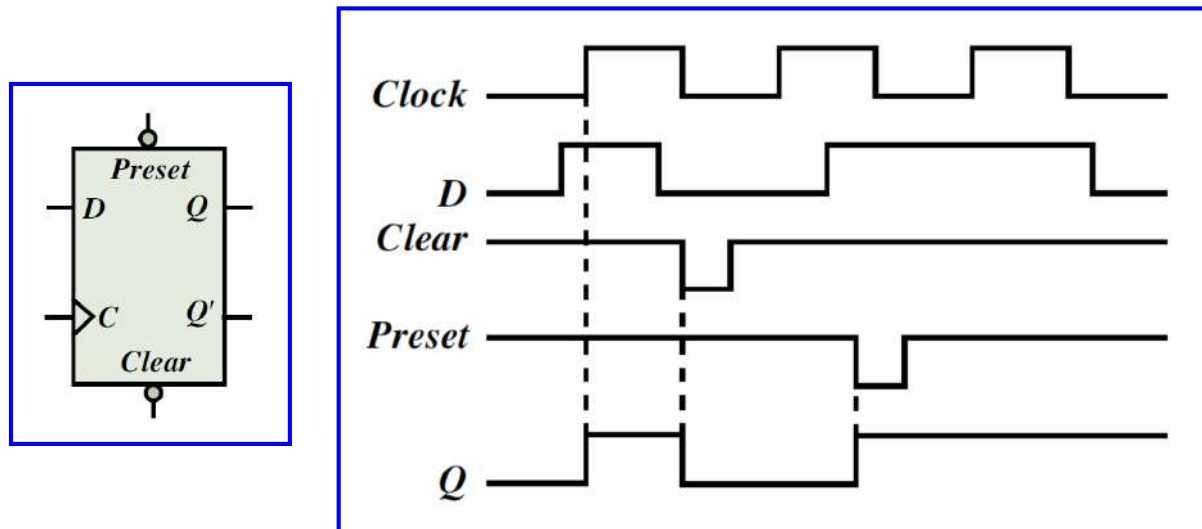 Preset
D Q
C Q'
Clear
Clock
D
Clear
Preset
Q